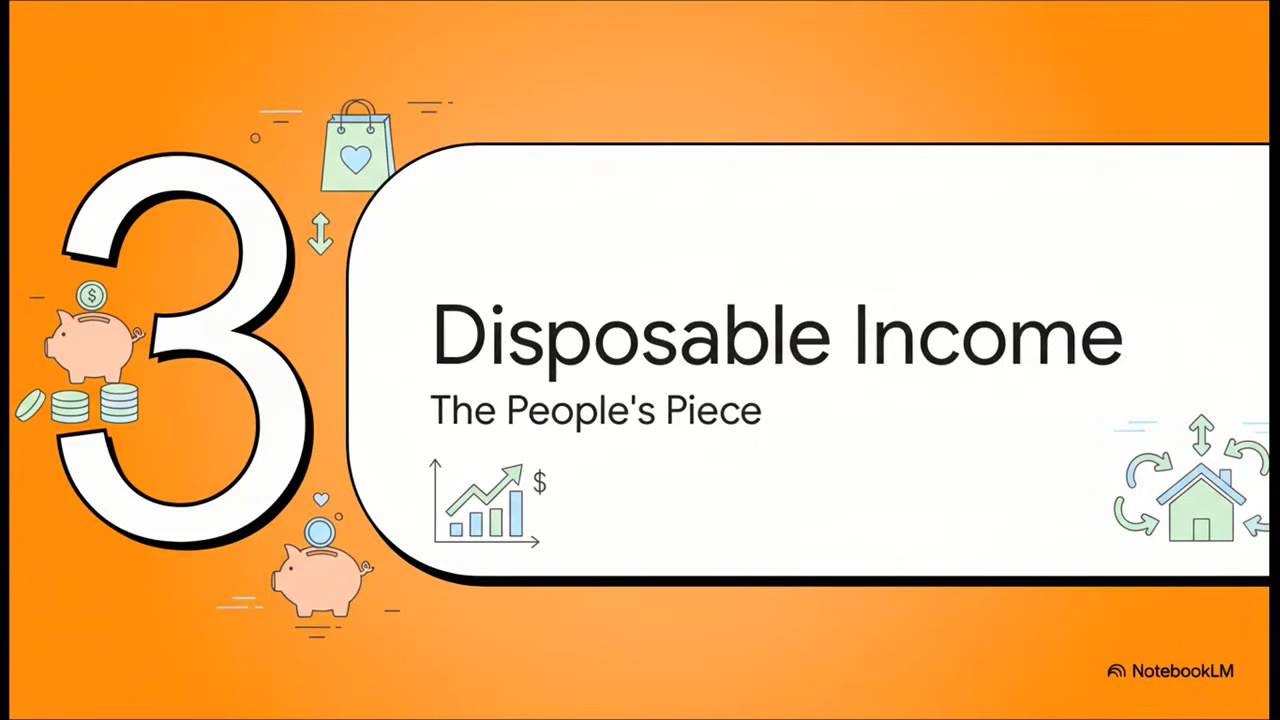 3
Disposable Income
The People's Piece
$
$
NotebookLM